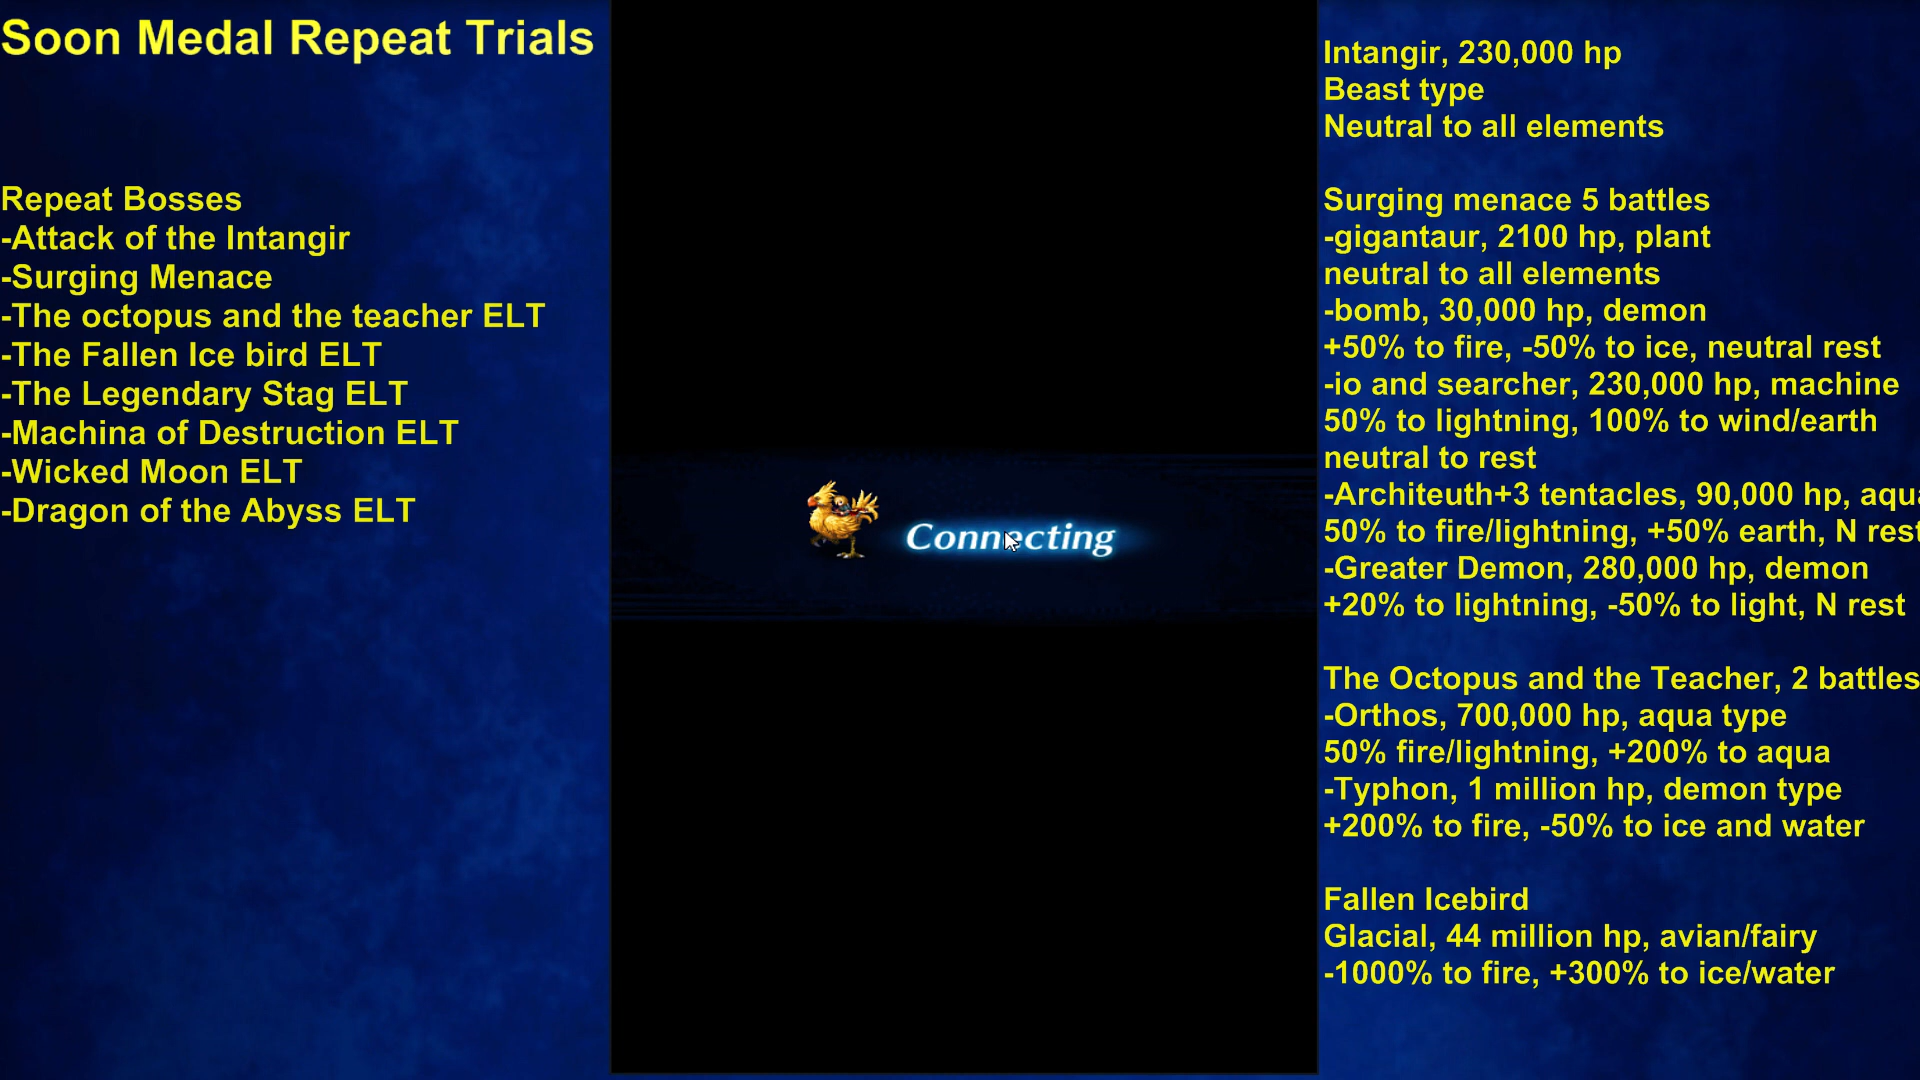 Soon Medal Repeat Trials
Repeat Bosses
-Attack of the Intangir
-Surging Menace
-The octopus and the teacher ELT
-The Fallen Ice bird ELT
-The Legendary Stag ELT
-Machina of Destruction ELT
-Wicked Moon ELT
-Dragon of the Abyss ELT
Connecting
Intangir, 230,000 hp
Beast type
Neutral to all elements
Surging menace 5 battles
-gigantaur, 2100 hp, plant
neutral to all elements
-bomb, 30,000 hp, demon
+50% to fire, -50% to ice, neutral rest
-io and searcher, 230,000 hp, machine
50% to lightning, 100% to wind/earth
neutral to rest
-Architeuth+3 tentacles, 90,000 hp, aqua
50% to fire/lightning, +50% earth, N rest
-Greater Demon, 280,000 hp, demon
+20% to lightning, -50% to light, N rest
The Octopus and the Teacher, 2 battles
-Orthos, 700,000 hp, aqua type
50% fire/lightning, +200% to aqua
-Typhon, 1 million hp, demon type
+200% to fire, -50% to ice and water
Fallen Icebird
Glacial, 44 million hp, avian/fairy
-1000% to fire, +300% to ice/water